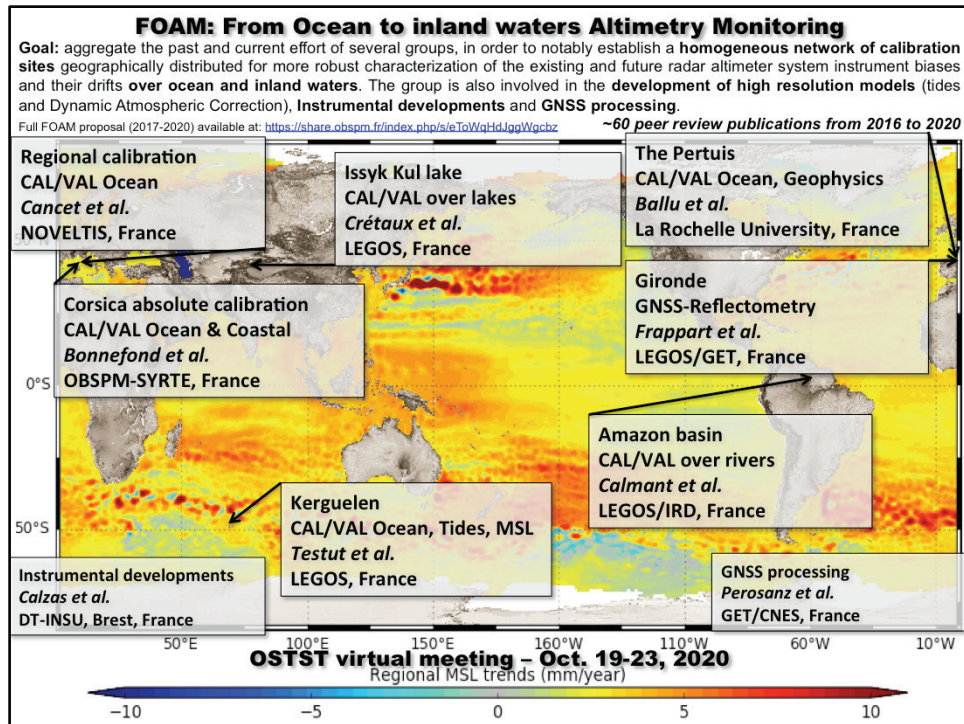 FOAM: From Ocean to inland waters Altimetry Monitoring
Goal: aggregate the past and current effort of several groups, in order to notably establish a homogeneous network of calibration
sites geographically distributed for more robust characterization of the existing and future radar altimeter system instrument biases
and their drifts over ocean and inland waters. The group is also involved in the development of high resolution models (tides
and Dynamic Atmospheric Correction), Instrumental developments and GNSS processing.
Full FOAM proposal (2017-2020) available at: https://share.obspm.fr/index.php/s/eToWqHdJggWgcbz
~60 peer review publications from 2016 to 2020
Regional calibration
CAL/VAL Ocean
Cancet et al.
NOVELTIS, France
Issyk Kul lake
CAL/VAL over lakes
Crétaux et al.
LEGOS, France
The Pertuis
CAL/VAL Ocean, Geophysics
Ballu et al.
La Rochelle University, France
Corsica absolute calibration
CAL/VAL Ocean & Coastal
Bonnefond et al.
OBSPM-SYRTE, France
Gironde
GNSS-Reflectometry
Frappart et al.
LEGOS/GET, France
0°S
Amazon basin
CAL/VAL over rivers
Calmant et al.
LEGOS/IRD, France
Kerguelen
CAL/VAL Ocean, Tides, MSL
Testut et al.
LEGOS, France
50°S
Instrumental developments
Calzas et al.
DT-INSU, Brest, France
GNSS processing
Perosanz et al.
GET/CNES, France
50°E 100°E 150°E 160°W 110°W 60°W 10°W
OSTST virtual meeting – Oct. 19-23, 2020
Regional MSL trends (mm/year)
−10 −5 0 5 10